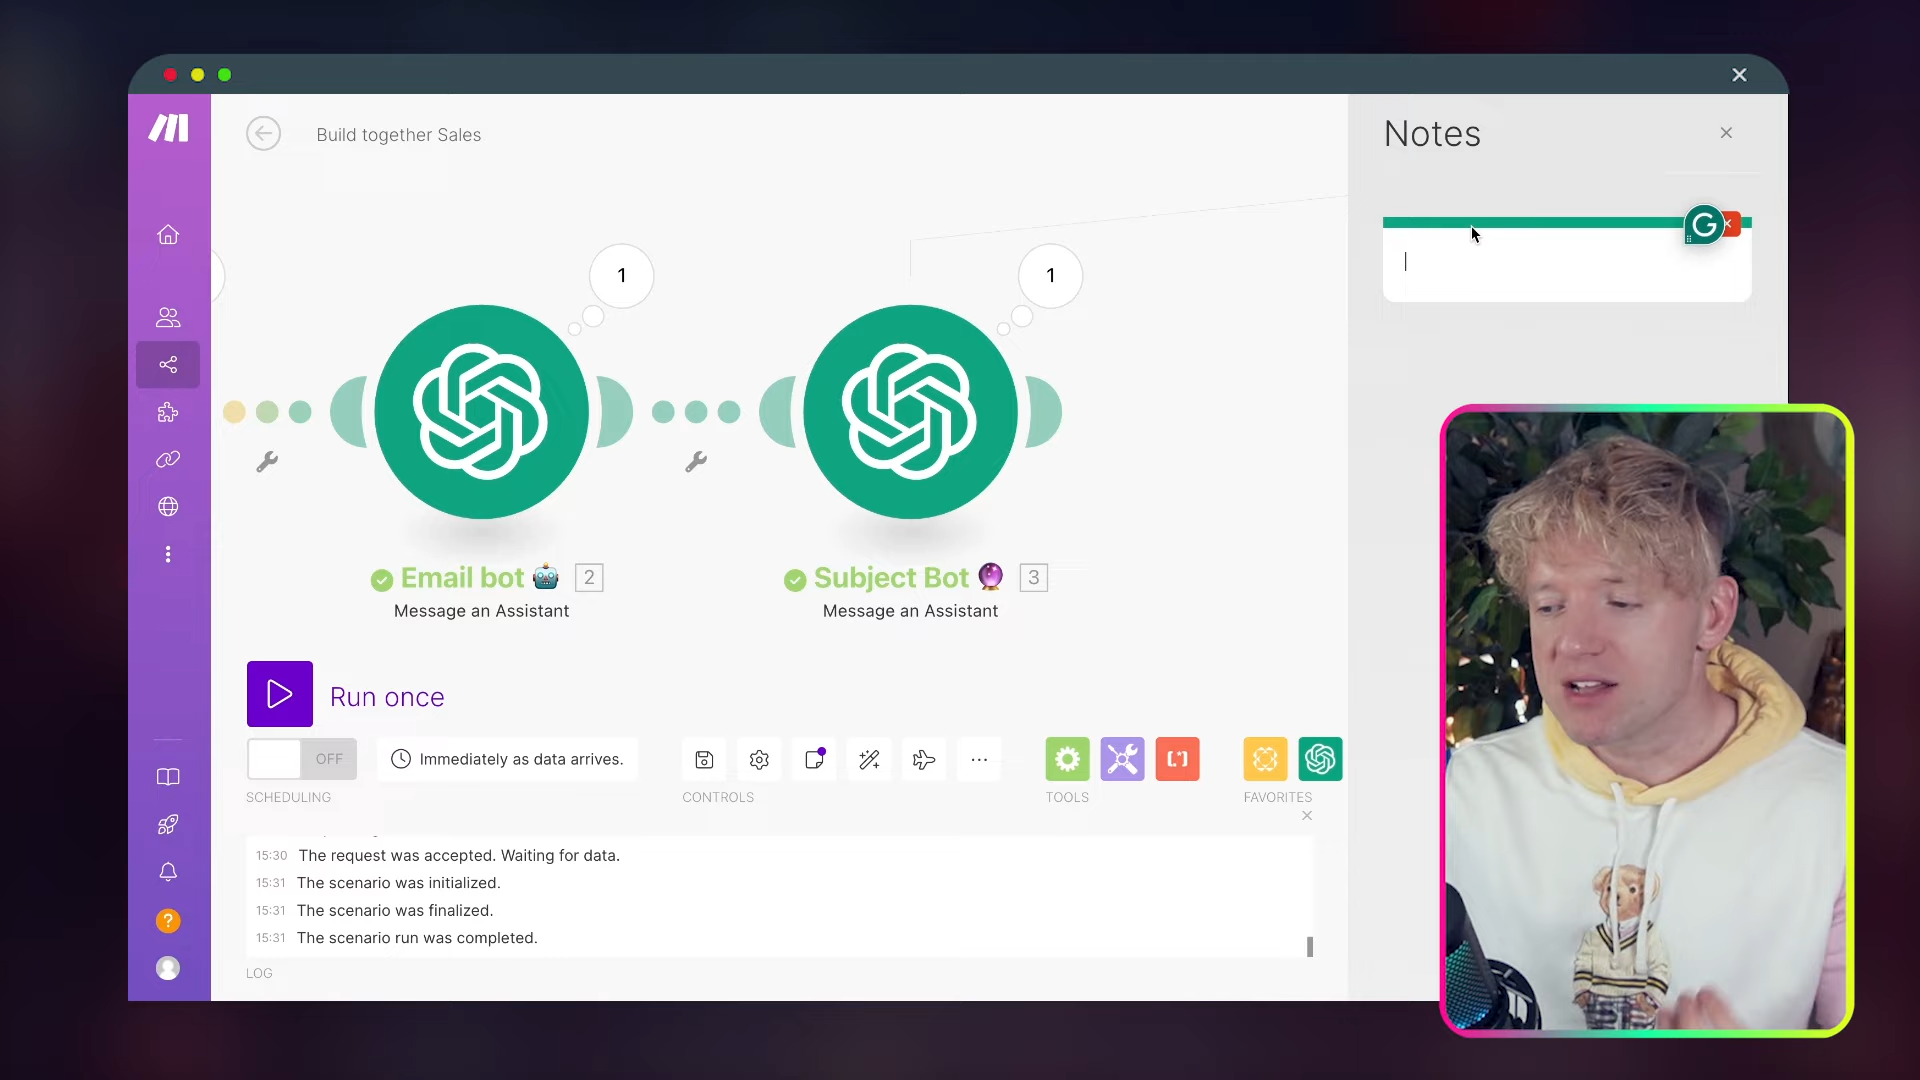 Build together Sales
Notes
1
1
Email bot 2
Message an Assistant
Subject Bot 3
Message an Assistant
Run once
OFF
Immediately as data arrives.
SCHEDULING
CONTROLS
TOOLS
FAVORITES
15:30 The request was accepted. Waiting for data.
15:31 The scenario was initialized.
15:31 The scenario was finalized.
15:31 The scenario run was completed.
LOG